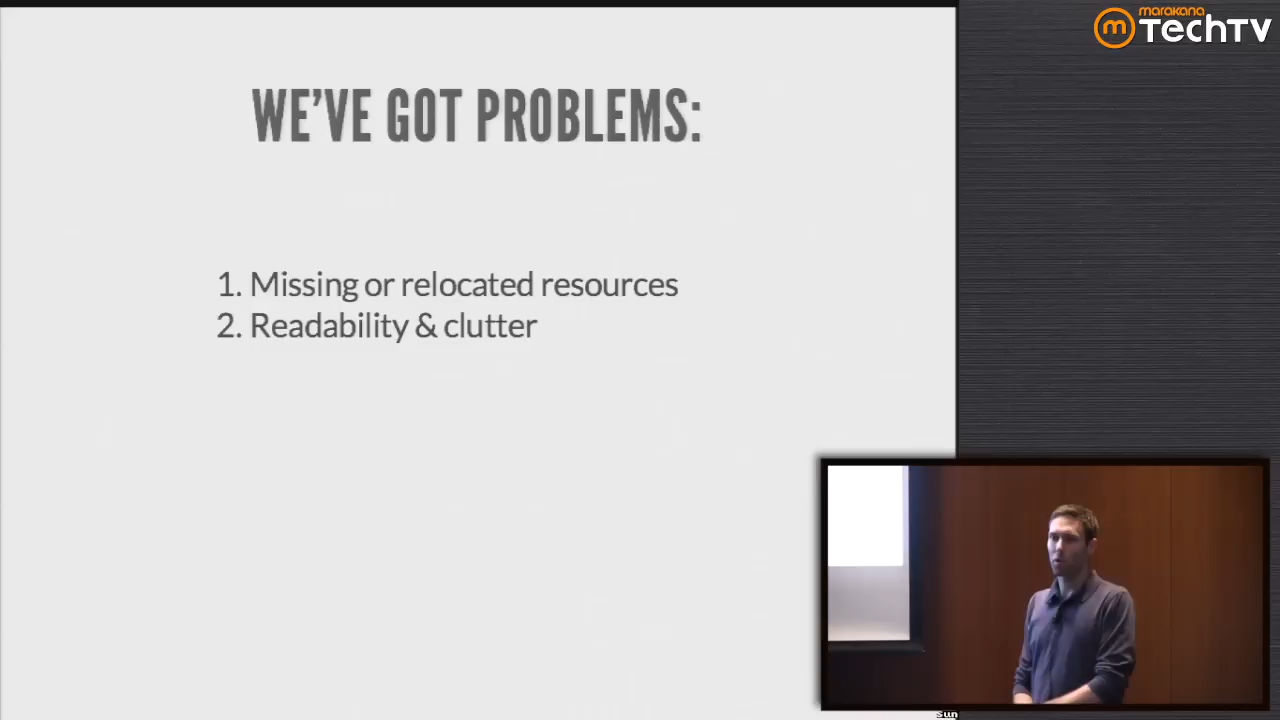 marakana
m TechTV
WE'VE GOT PROBLEMS:
1. Missing or relocated resources
2. Readability & clutter
Sun